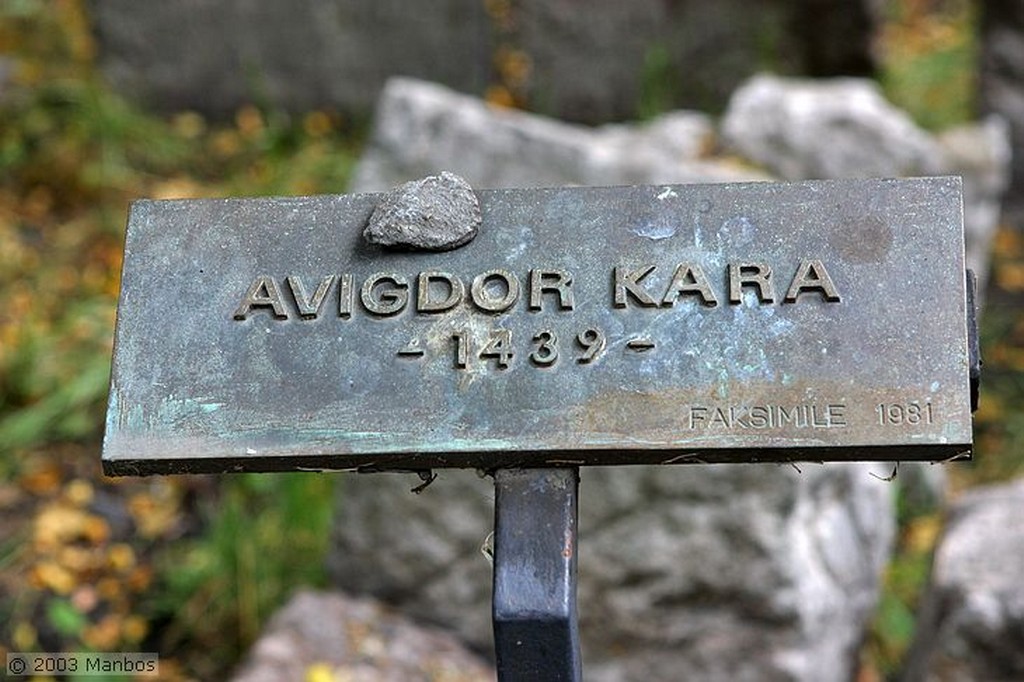 AVIGDOR KARA
- 1439 -
FAKSIMILE 1981
© 2003 Manbos